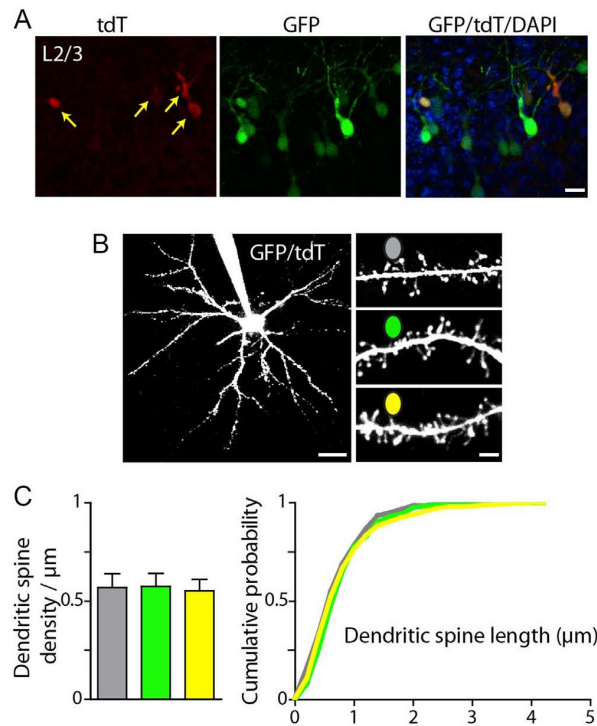 A
tdT
GFP
GFP/tdT/DAPI
L2/3
B
GFP/tdT
C
Dendritic spine
density / μm
1
0.5
0
Cumulative probability
1
0.5
0
Dendritic spine length (μm)
0 1 2 3 4 5